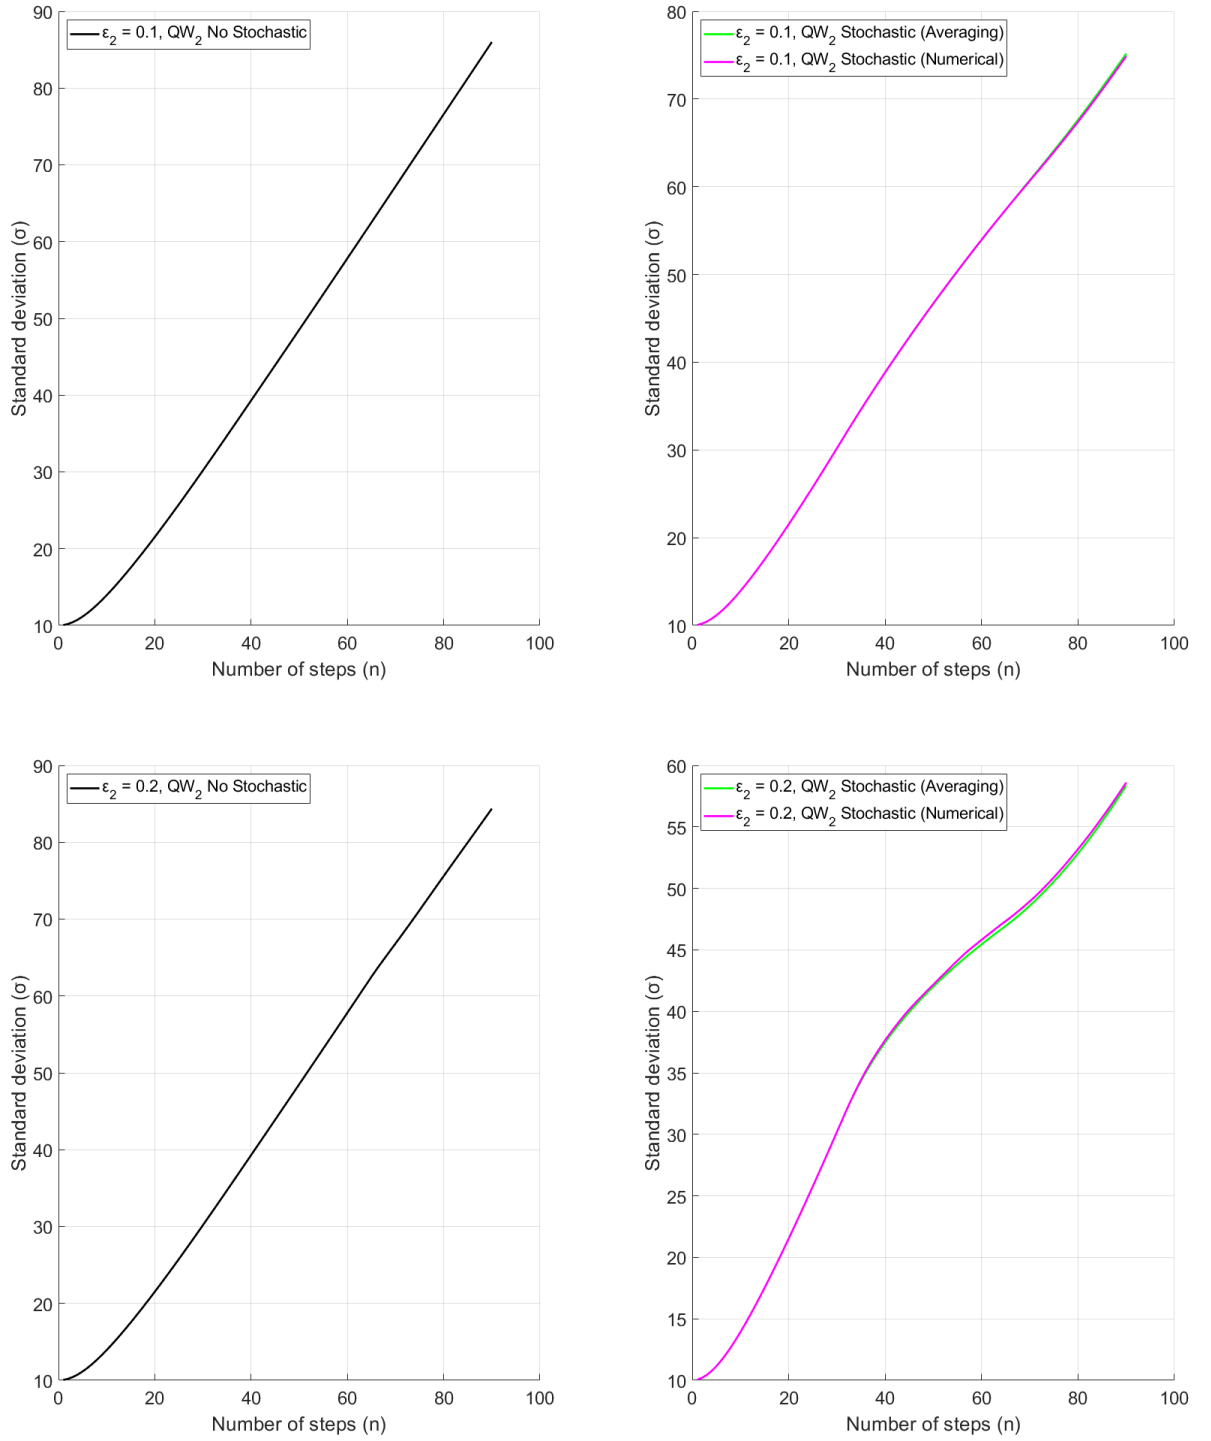 ε₂ = 0.1, QW₂ No Stochastic
90
80
70
60
50
40
30
20
10
Standard deviation (σ)
0 20 40 60 80 100
Number of steps (n)
ε₂ = 0.1, QW₂ Stochastic (Averaging)
ε₂ = 0.1, QW₂ Stochastic (Numerical)
80
70
60
50
40
30
20
10
Standard deviation (σ)
0 20 40 60 80 100
Number of steps (n)
ε₂ = 0.2, QW₂ No Stochastic
90
80
70
60
50
40
30
20
10
Standard deviation (σ)
0 20 40 60 80 100
Number of steps (n)
ε₂ = 0.2, QW₂ Stochastic (Averaging)
ε₂ = 0.2, QW₂ Stochastic (Numerical)
60
55
50
45
40
35
30
25
20
15
10
Standard deviation (σ)
0 20 40 60 80 100
Number of steps (n)